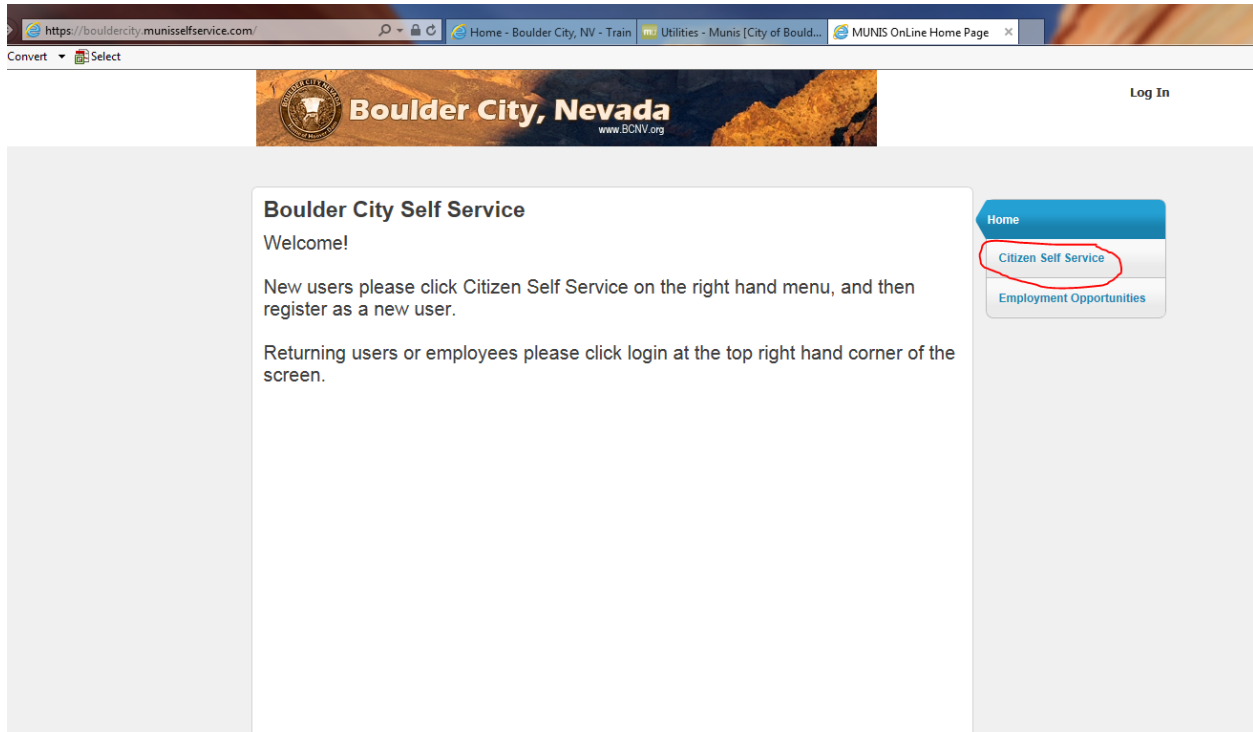 https://bouldercity.munisselfservice.com/
Home - Boulder City, NV - Train
Utilities - Munis [City of Bould...
MUNIS OnLine Home Page
Convert
Select
Boulder City, Nevada
www.BCNV.org
Log In
Boulder City Self Service
Welcome!
New users please click Citizen Self Service on the right hand menu, and then
register as a new user.
Returning users or employees please click login at the top right hand corner of the
screen.
Home
Citizen Self Service
Employment Opportunities